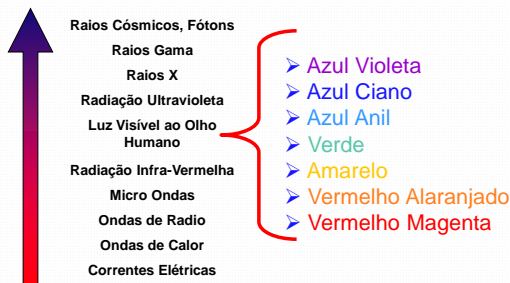 Raios Cósmicos, Fótons
Raios Gama
Raios X
Radiação Ultravioleta
Luz Visível ao Olho
Humano
Radiação Infra-Vermelha
Micro Ondas
Ondas de Radio
Ondas de Calor
Correntes Elétricas
Azul Violeta
Azul Ciano
Azul Anil
Verde
Amarelo
Vermelho Alaranjado
Vermelho Magenta